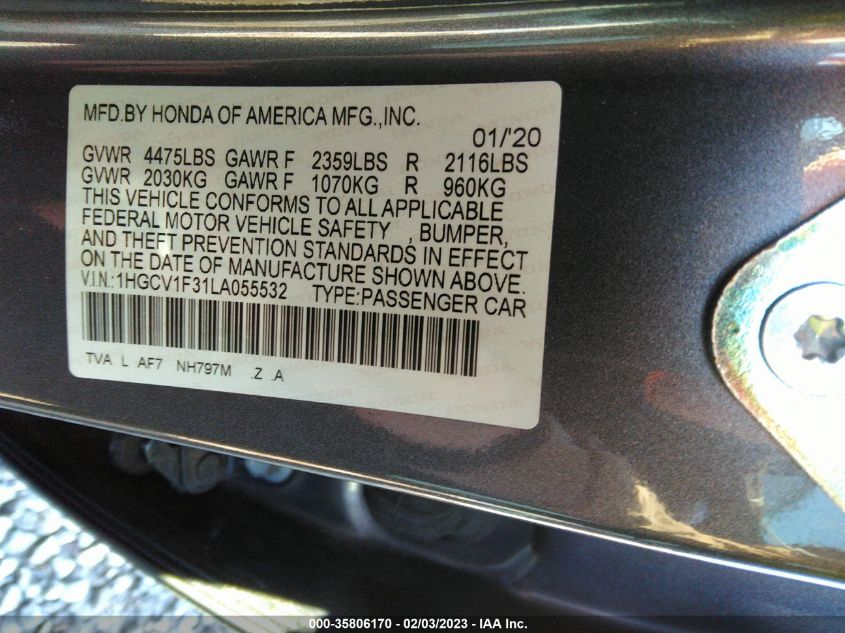 MFD.BY HONDA OF AMERICA MFG.,INC.
01/'20
GVWR 4475LBS GAWR F 2359LBS R 2116LBS
GVWR 2030KG GAWR F 1070KG R 960KG
THIS VEHICLE CONFORMS TO ALL APPLICABLE
FEDERAL MOTOR VEHICLE SAFETY , BUMPER,
AND THEFT PREVENTION STANDARDS IN EFFECT
ON THE DATE OF MANUFACTURE SHOWN ABOVE.
V.I.N.:1HGCV1F31LA055532 TYPE:PASSENGER CAR
TVA L AF7 NH797M .Z .A
000-35806170 — 02/03/2023 — IAA Inc.